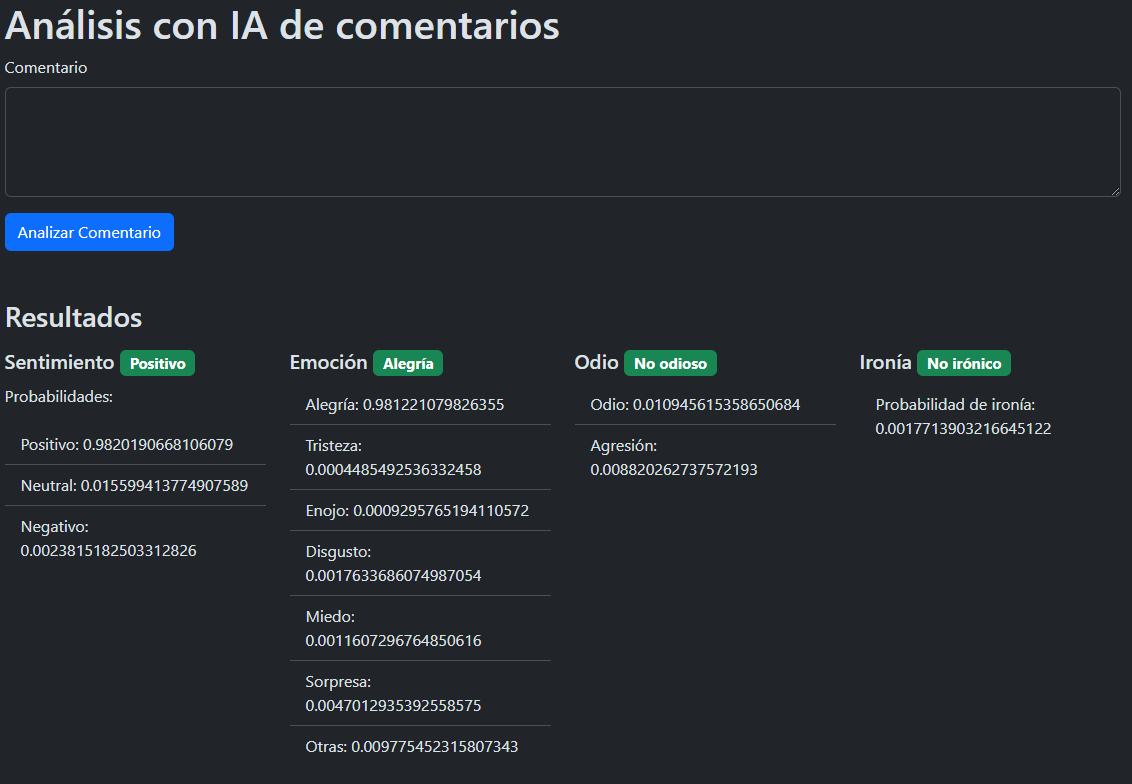 Análisis con IA de comentarios
Comentario
Analizar Comentario
Resultados
Sentimiento Positivo
Probabilidades:
Positivo: 0.9820190668106079
Neutral: 0.015599413774907589
Negativo:
0.0023815182503312826
Emoción Alegría
Alegría: 0.981221079826355
Tristeza:
0.0004485492536332458
Enojo: 0.0009295765194110572
Disgusto:
0.0017633686074987054
Miedo:
0.0011607296764850616
Sorpresa:
0.0047012935392558575
Otras: 0.009775452315807343
Odio No odioso
Odio: 0.010945615358650684
Agresión:
0.008820262737572193
Ironía No irónico
Probabilidad de ironía:
0.0017713903216645122